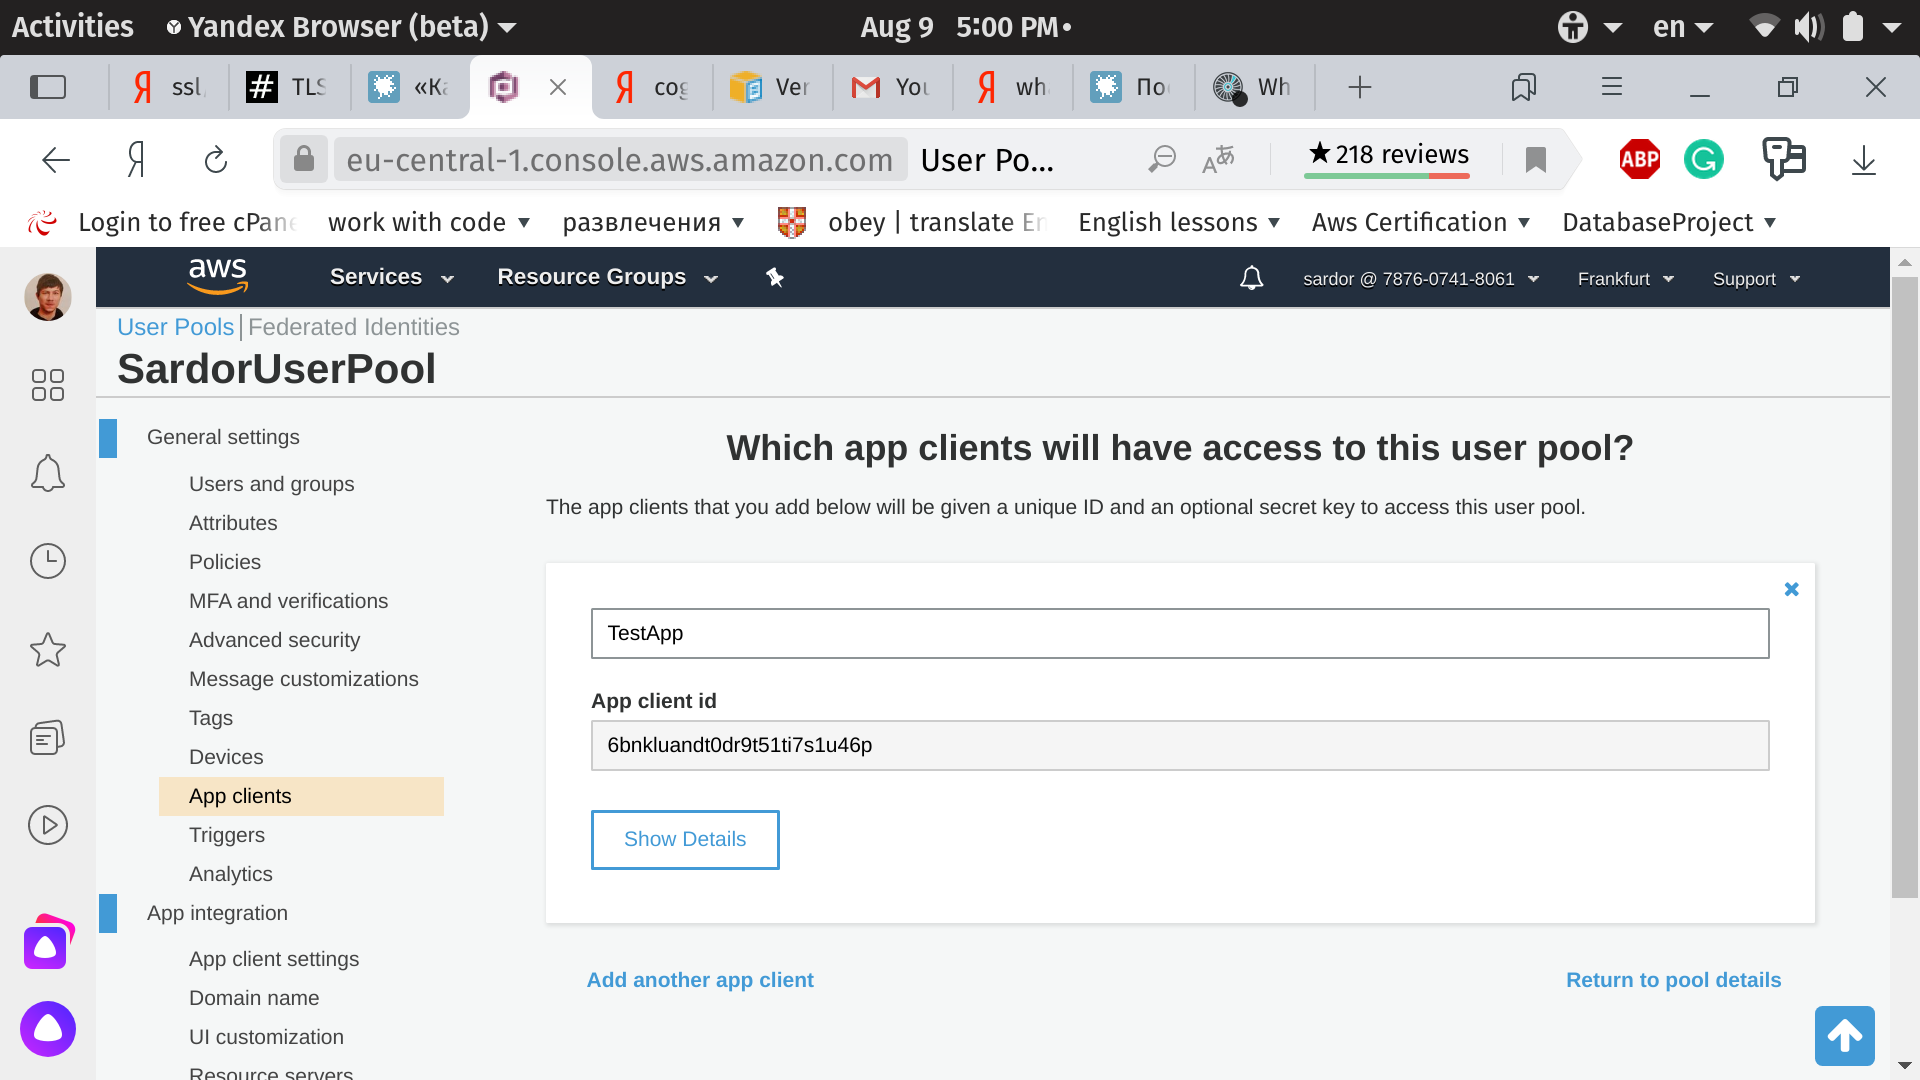 Activities Yandex Browser (beta) Aug 9 5:00 PM en
ssl TLS «Ка cog Ver You wh По Wh
eu-central-1.console.aws.amazon.com User Po... ★ 218 reviews ABP
Login to free cPane work with code развлечения obey | translate En English lessons Aws Certification DatabaseProject
aws Services Resource Groups sardor @ 7876-0741-8061 Frankfurt Support
User Pools | Federated Identities
SardorUserPool
General settings
Users and groups
Attributes
Policies
MFA and verifications
Advanced security
Message customizations
Tags
Devices
App clients
Triggers
Analytics
App integration
App client settings
Domain name
UI customization
Resource servers
Which app clients will have access to this user pool?
The app clients that you add below will be given a unique ID and an optional secret key to access this user pool.
TestApp
App client id
6bnkluandt0dr9t51ti7s1u46p
Show Details
Add another app client Return to pool details